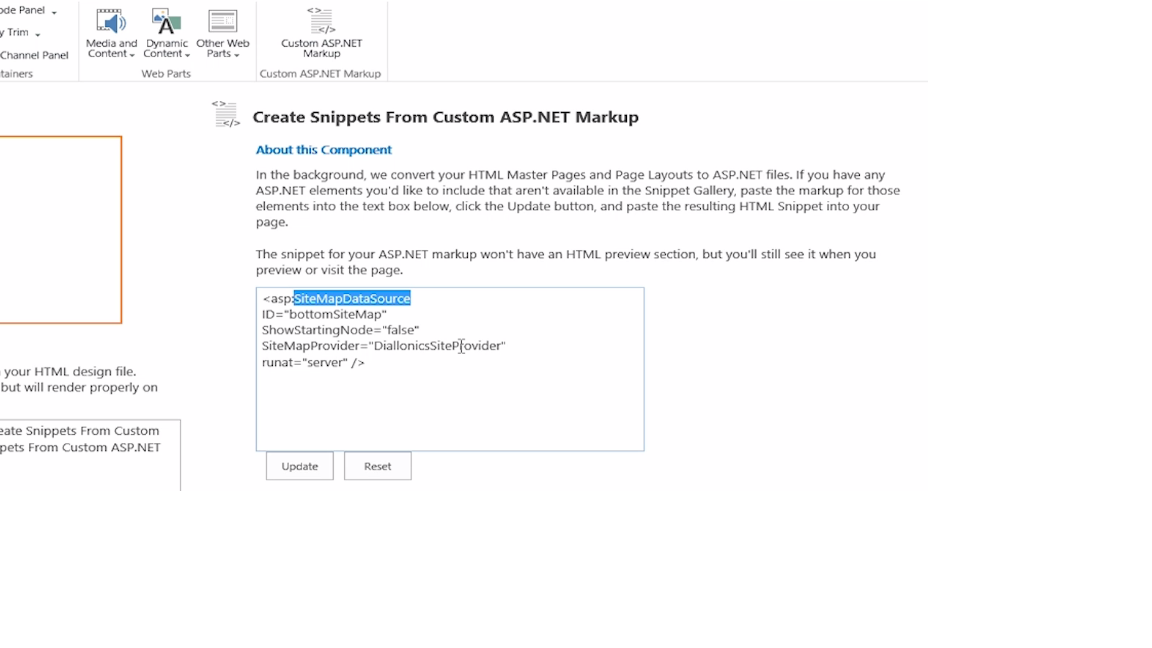 ode Panel
y Trim
Channel Panel
tainers
Media and Content
Dynamic Content
Other Web Parts
Web Parts
<> </>
Custom ASP.NET Markup
Custom ASP.NET Markup
<> </>
Create Snippets From Custom ASP.NET Markup
About this Component
In the background, we convert your HTML Master Pages and Page Layouts to ASP.NET files. If you have any
ASP.NET elements you'd like to include that aren't available in the Snippet Gallery, paste the markup for those
elements into the text box below, click the Update button, and paste the resulting HTML Snippet into your
page.
The snippet for your ASP.NET markup won't have an HTML preview section, but you'll still see it when you
preview or visit the page.
<asp:SiteMapDataSource
ID="bottomSiteMap"
ShowStartingNode="false"
SiteMapProvider="DiallonicsSiteProvider"
runat="server" />
Update
Reset
your HTML design file.
but will render properly on
eate Snippets From Custom
pets From Custom ASP.NET